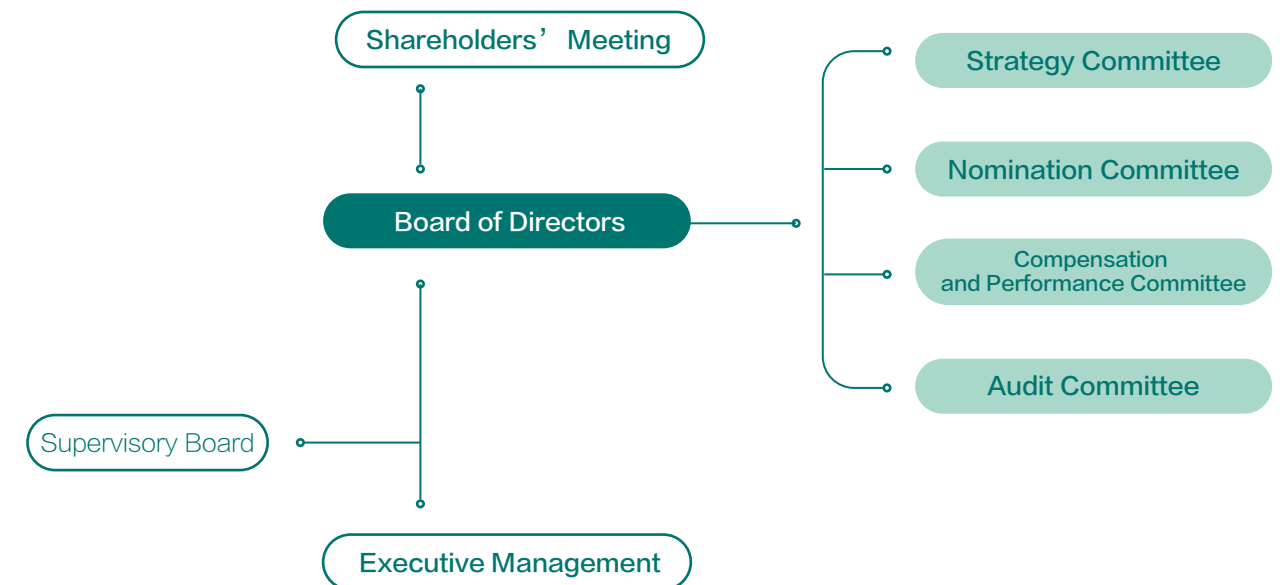 Shareholders’ Meeting
Strategy Committee
Nomination Committee
Board of Directors
Compensation
and Performance Committee
Audit Committee
Supervisory Board
Executive Management